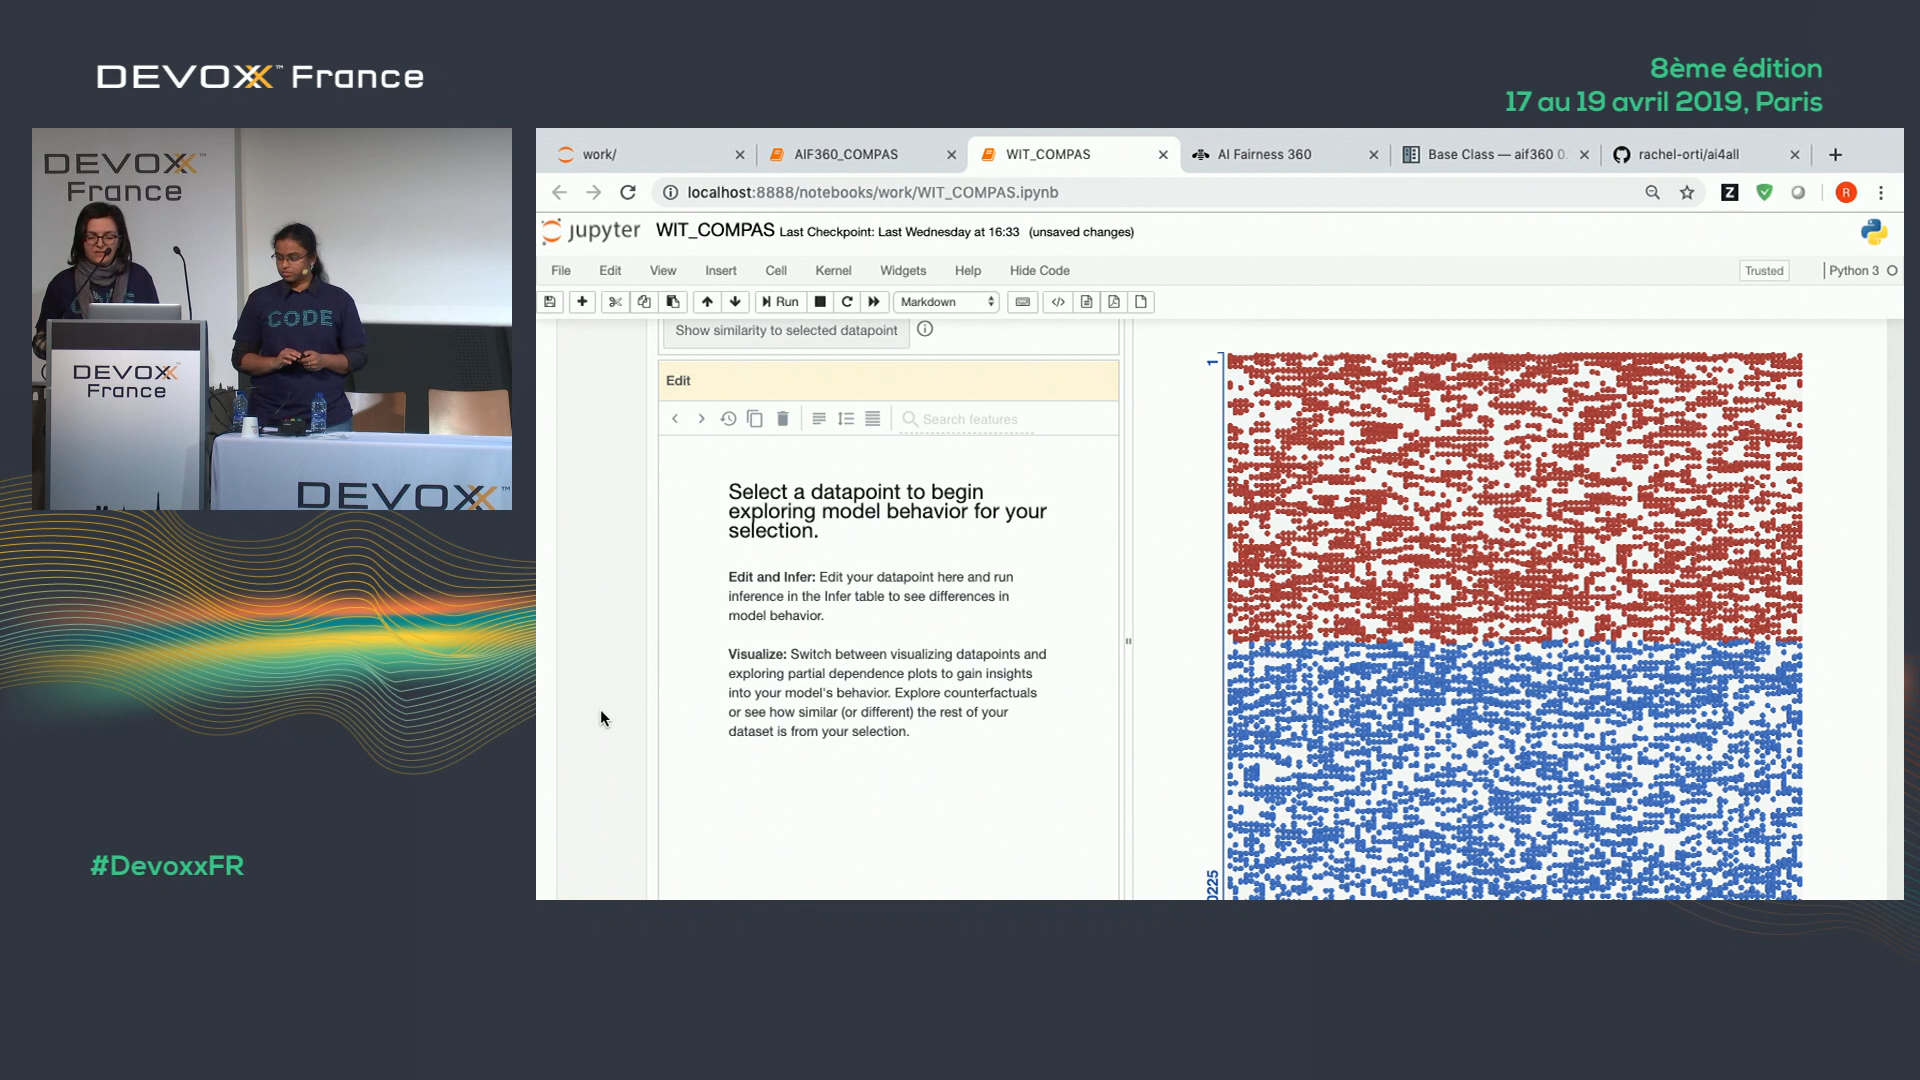 DEVOXX™ France
8ème édition
17 au 19 avril 2019, Paris
DEVOXX™
France
CODE
DEVOXX
France
DEVOXX™
#DevoxxFR
work/
AIF360_COMPAS
WIT_COMPAS
AI Fairness 360
Base Class — aif360 0.
rachel-orti/ai4all
localhost:8888/notebooks/work/WIT_COMPAS.ipynb
Z
R
jupyter WIT_COMPAS Last Checkpoint: Last Wednesday at 16:33 (unsaved changes)
File Edit View Insert Cell Kernel Widgets Help Hide Code
Trusted Python 3
Run
Markdown
Show similarity to selected datapoint
Edit
Search features
Select a datapoint to begin
exploring model behavior for your
selection.
Edit and Infer: Edit your datapoint here and run
inference in the Infer table to see differences in
model behavior.
Visualize: Switch between visualizing datapoints and
exploring partial dependence plots to gain insights
into your model's behavior. Explore counterfactuals
or see how similar (or different) the rest of your
dataset is from your selection.
1
0225